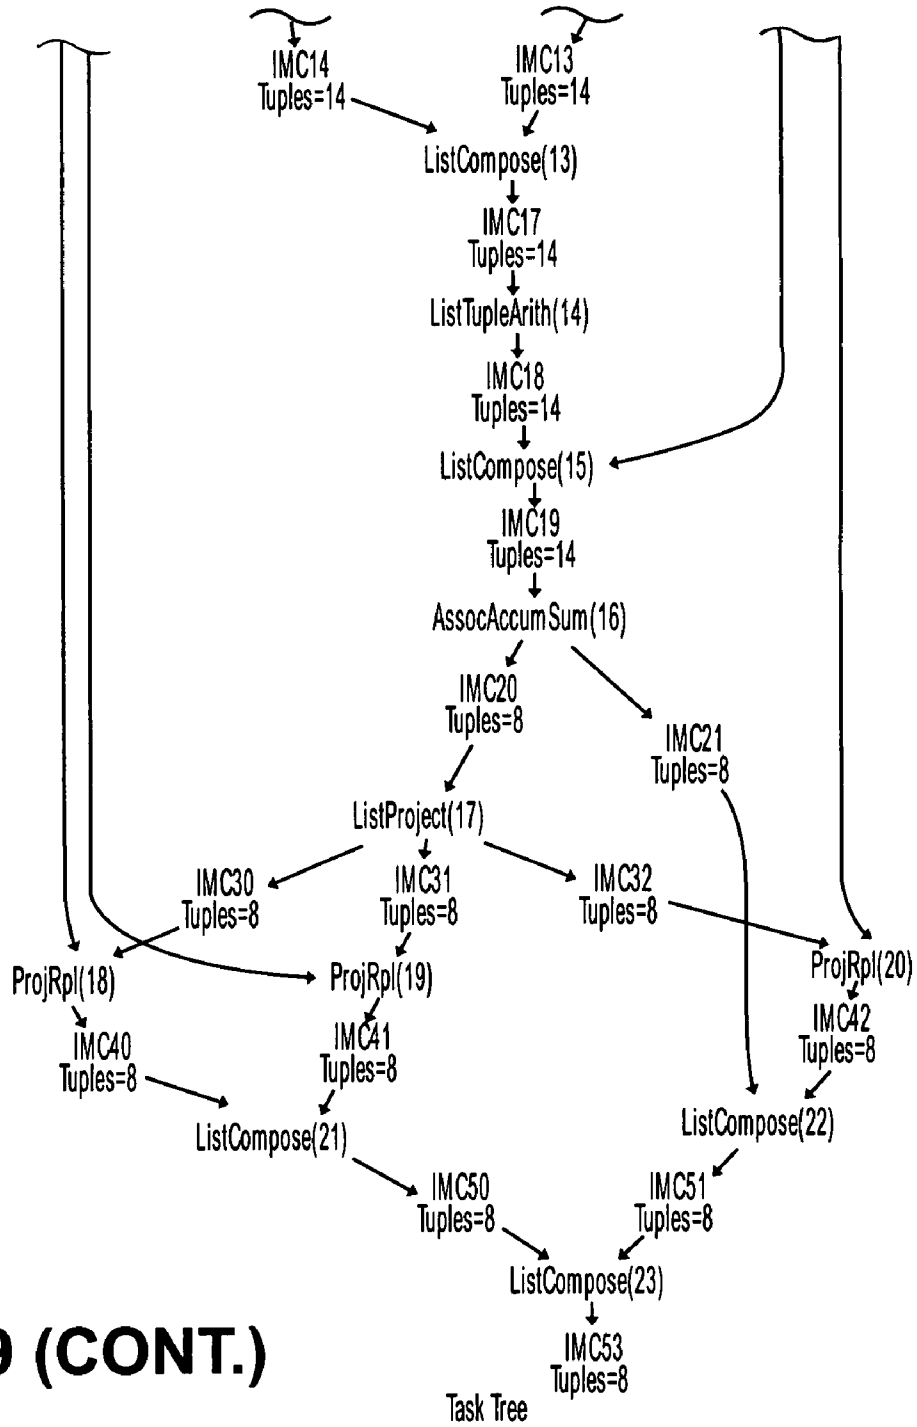 IMC14
Tuples=14
IMC13
Tuples=14
ListCompose(13)
IMC17
Tuples=14
ListTupleArith(14)
IMC18
Tuples=14
ListCompose(15)
IMC19
Tuples=14
AssocAccumSum(16)
IMC20
Tuples=8
IMC21
Tuples=8
ListProject(17)
IMC30
Tuples=8
IMC31
Tuples=8
IMC32
Tuples=8
ProjRpl(18)
ProjRpl(19)
ProjRpl(20)
IMC40
Tuples=8
IMC41
Tuples=8
IMC42
Tuples=8
ListCompose(21)
ListCompose(22)
IMC50
Tuples=8
IMC51
Tuples=8
ListCompose(23)
IMC53
Tuples=8
9 (CONT.)
Task Tree